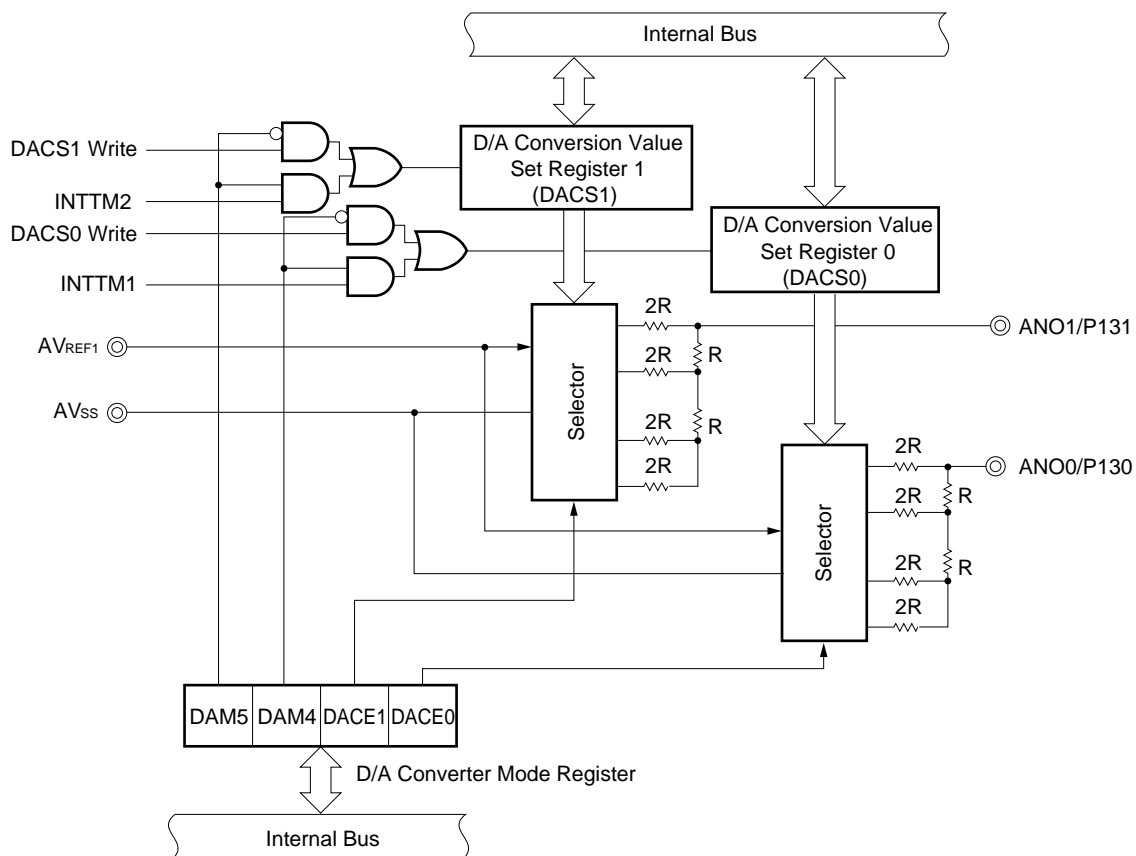 Internal Bus
DACS1 Write
D/A Conversion Value
Set Register 1
(DACS1)
INTTM2
DACS0 Write
D/A Conversion Value
Set Register 0
(DACS0)
INTTM1
2R
ANO1/P131
AVREF1
2R
R
AVSS
Selector
2R
R
2R
2R
ANO0/P130
2R
R
Selector
2R
R
2R
DAM5 DAM4 DACE1 DACE0
D/A Converter Mode Register
Internal Bus